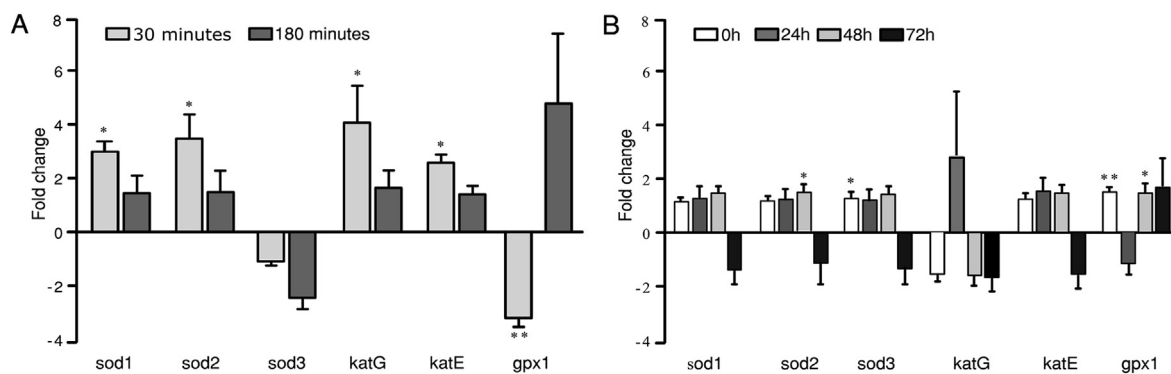 A
30 minutes 180 minutes
Fold change
8
6
4
2
0
-2
-4
*
*
*
*
**
sod1 sod2 sod3 katG katE gpx1
B
0h 24h 48h 72h
Fold change
8
6
4
2
0
-2
-4
*
*
**
*
sod1 sod2 sod3 katG katE gpx1